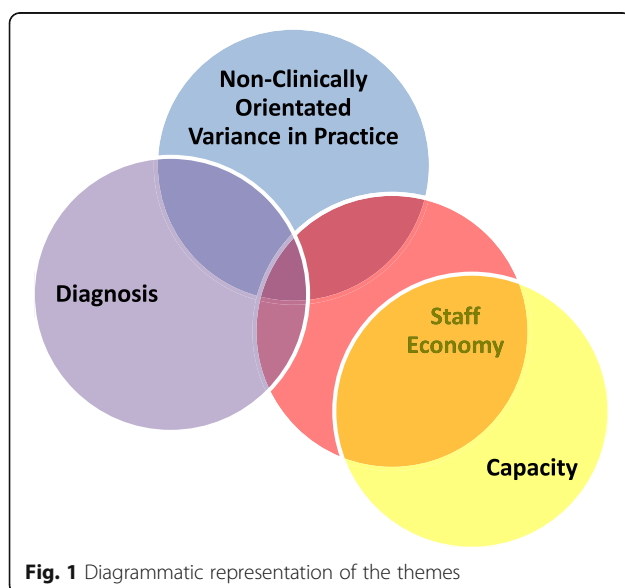 Non-Clinically
Orientated
Variance in Practice
Diagnosis
Staff
Economy
Capacity
Fig. 1 Diagrammatic representation of the themes